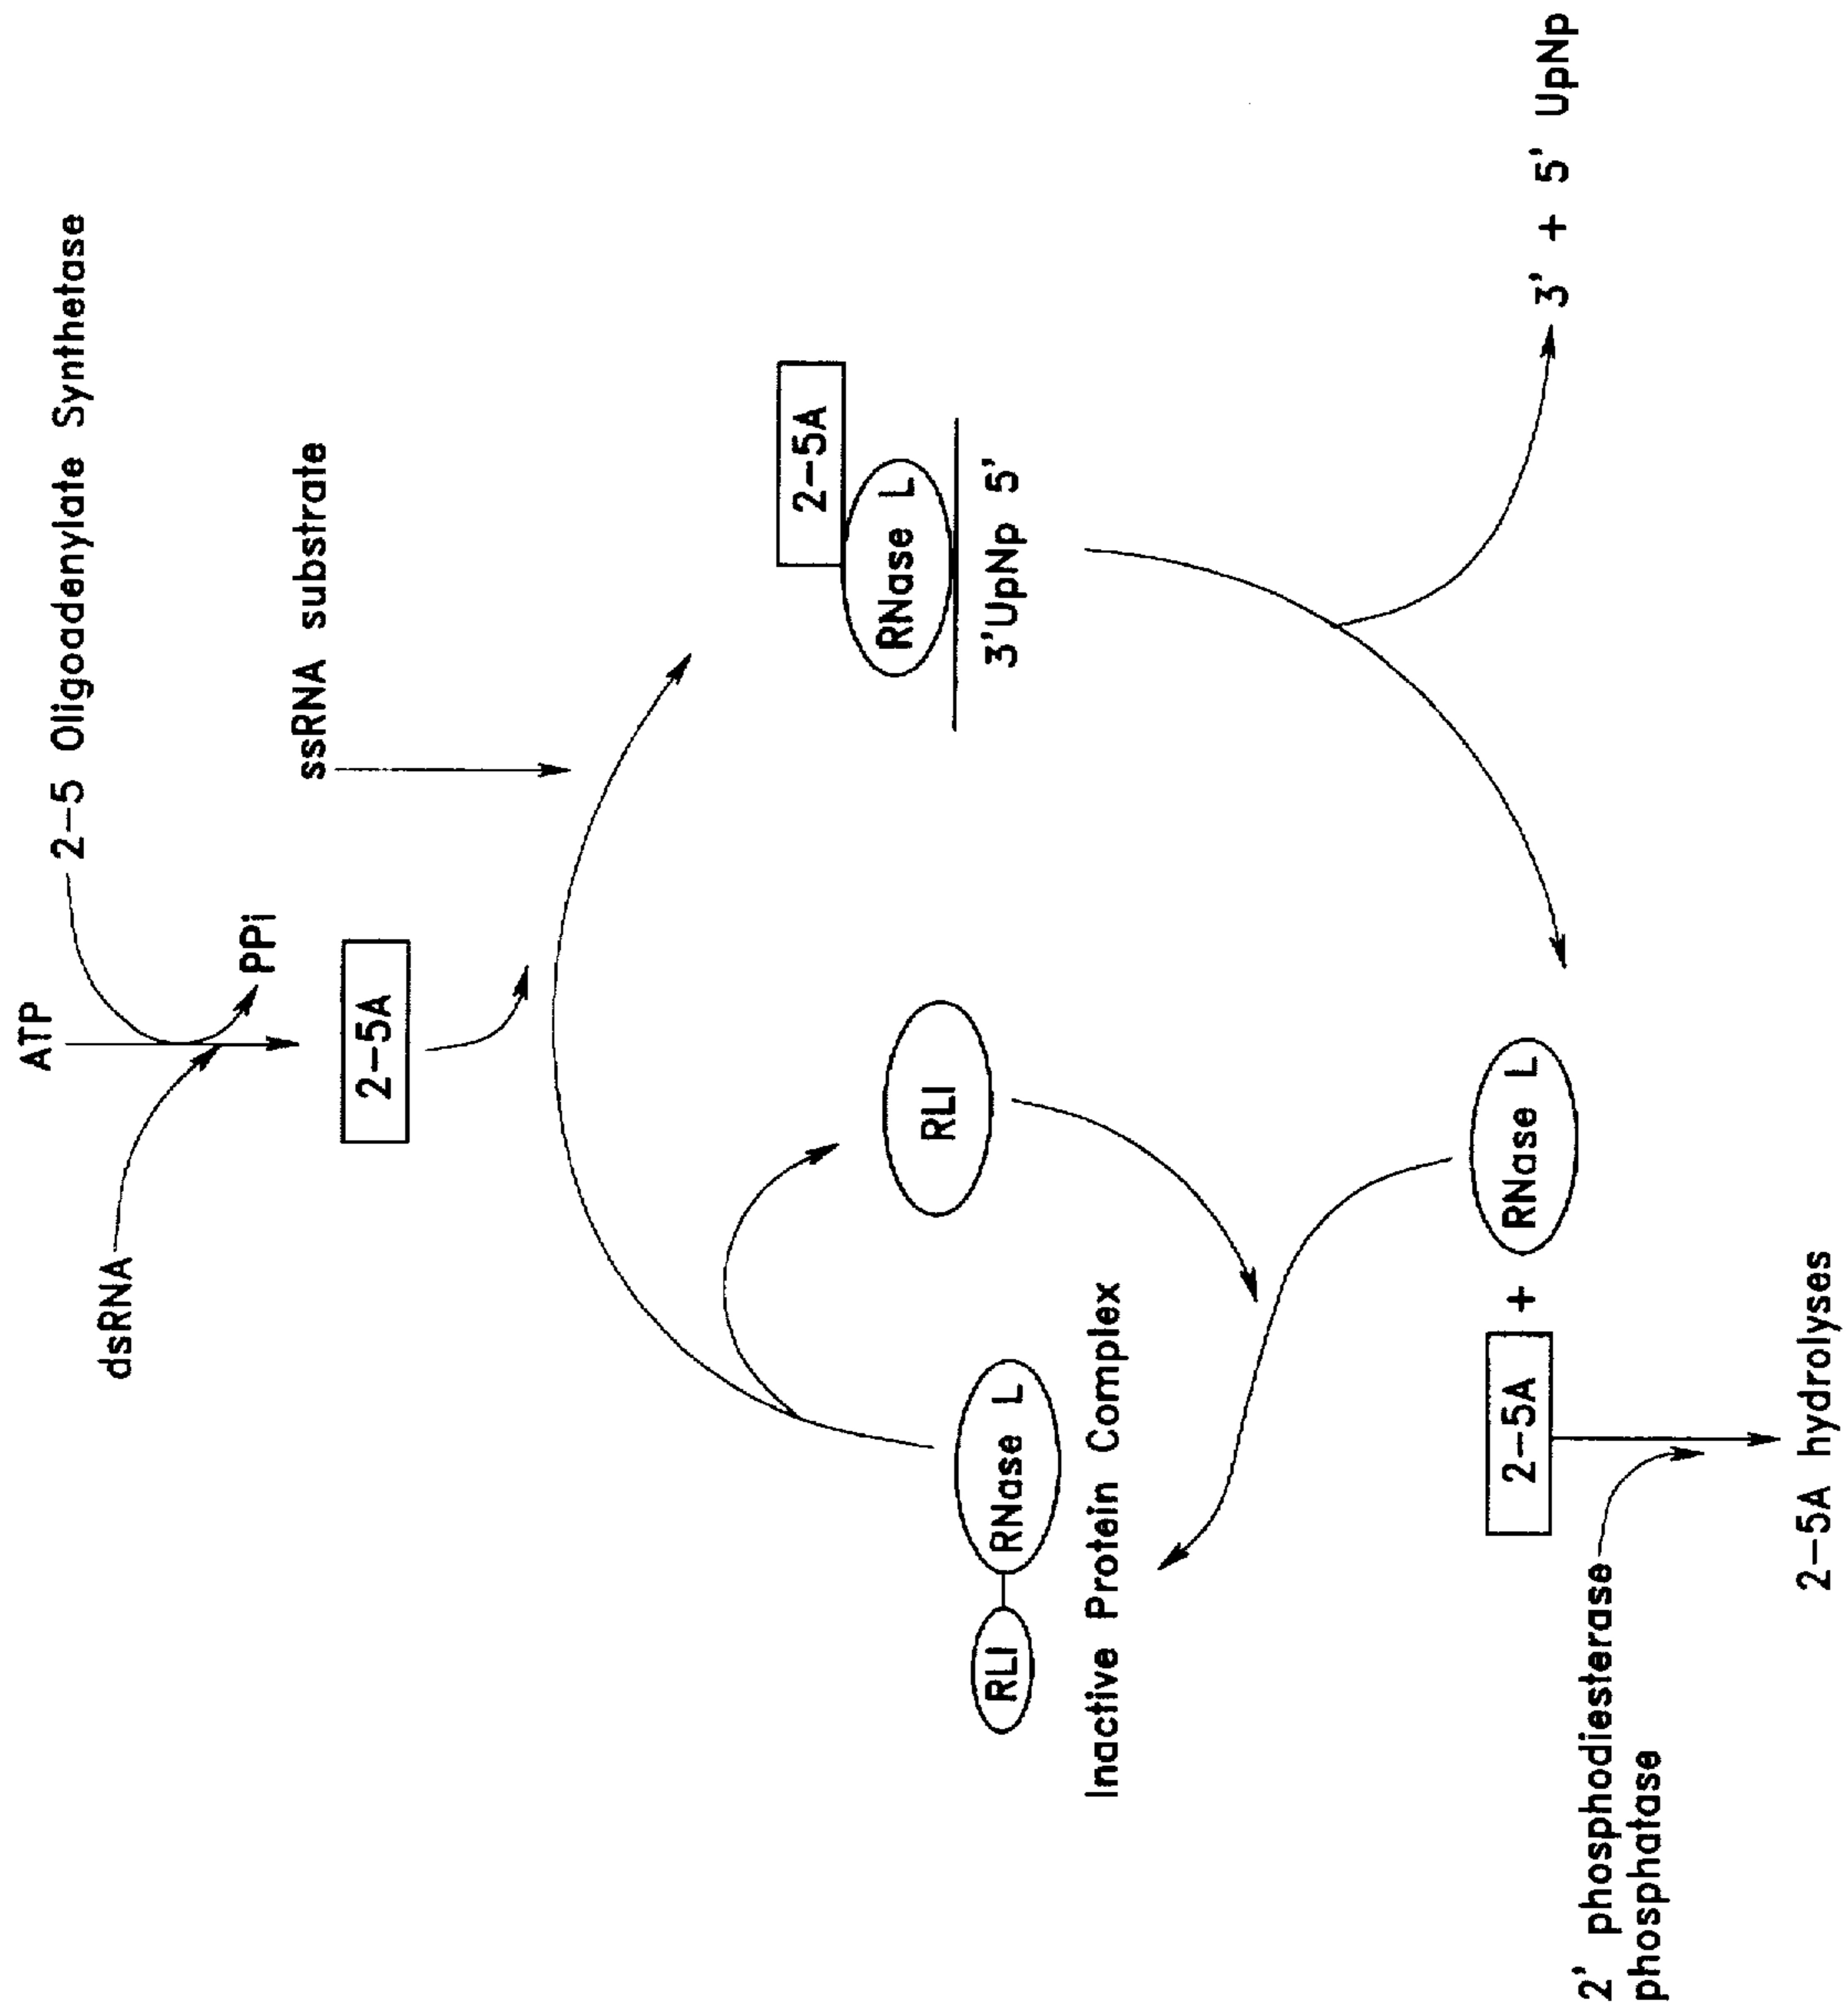 ATP
2-5 Oligoadenylate Synthetase
dsRNA
PPi
ssRNA substrate
2-5A
2-5A
RNase L
3'UpNp 5'
RLI
RLI
RNase L
Inactive Protein Complex
2-5A
+
RNase L
3' + 5' UpNp
2' phosphodiesterase
phosphatase
2-5A hydrolyses